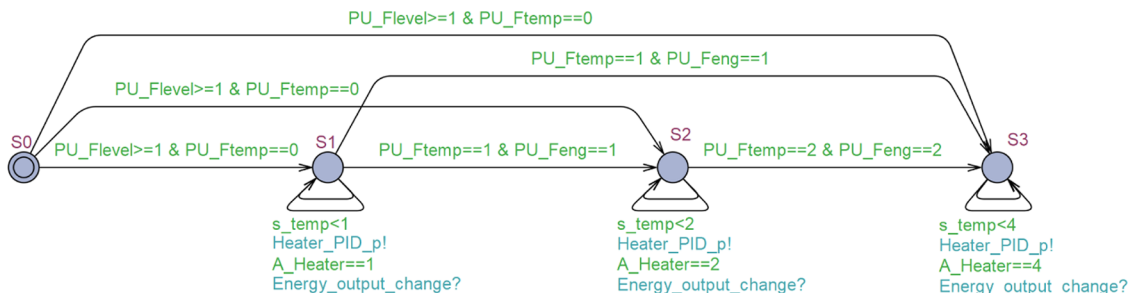 PU_Flevel>=1 & PU_Ftemp==0
PU_Ftemp==1 & PU_Feng==1
PU_Flevel>=1 & PU_Ftemp==0
S0
S1
S2
S3
PU_Flevel>=1 & PU_Ftemp==0
PU_Ftemp==1 & PU_Feng==1
PU_Ftemp==2 & PU_Feng==2
s_temp<1
Heater_PID_p!
A_Heater==1
Energy_output_change?
s_temp<2
Heater_PID_p!
A_Heater==2
Energy_output_change?
s_temp<4
Heater_PID_p!
A_Heater==4
Energy_output_change?